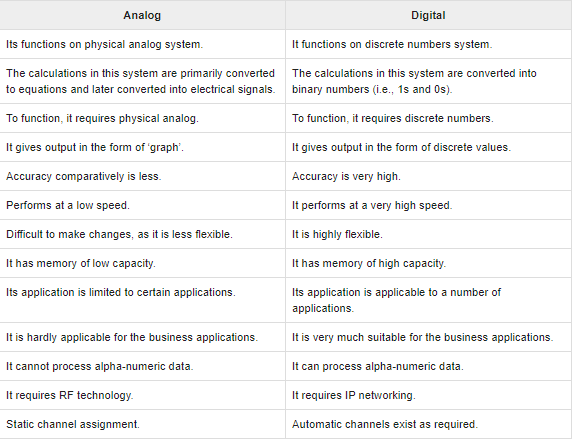 Analog Digital
Its functions on physical analog system. It functions on discrete numbers system.
The calculations in this system are primarily converted
to equations and later converted into electrical signals.
The calculations in this system are converted into
binary numbers (i.e., 1s and 0s).
To function, it requires physical analog. To function, it requires discrete numbers.
It gives output in the form of ‘graph’. It gives output in the form of discrete values.
Accuracy comparatively is less. Accuracy is very high.
Performs at a low speed. It performs at a very high speed.
Difficult to make changes, as it is less flexible. It is highly flexible.
It has memory of low capacity. It has memory of high capacity.
Its application is limited to certain applications. Its application is applicable to a number of
applications.
It is hardly applicable for the business applications. It is very much suitable for the business applications.
It cannot process alpha-numeric data. It can process alpha-numeric data.
It requires RF technology. It requires IP networking.
Static channel assignment. Automatic channels exist as required.